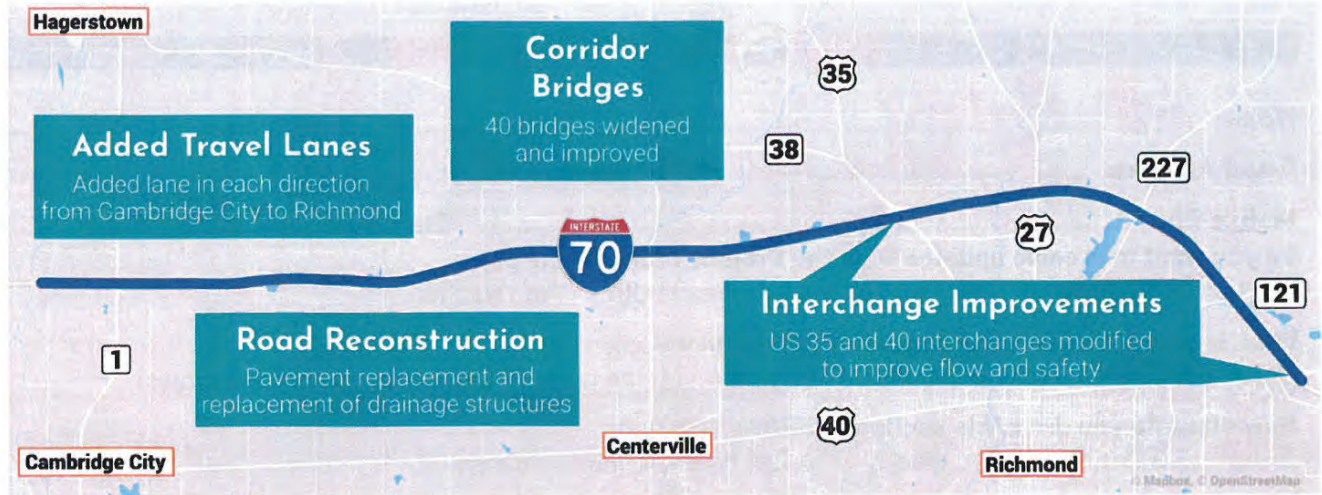 Hagerstown
Corridor
Bridges
40 bridges widened
and improved
35
Added Travel Lanes
Added lane in each direction
from Cambridge City to Richmond
38
227
INTERSTATE
70
27
Interchange Improvements
US 35 and 40 interchanges modified
to improve flow and safety
121
Road Reconstruction
Pavement replacement and
replacement of drainage structures
1
40
Cambridge City
Centerville
Richmond
© Mapbox, © OpenStreetMap